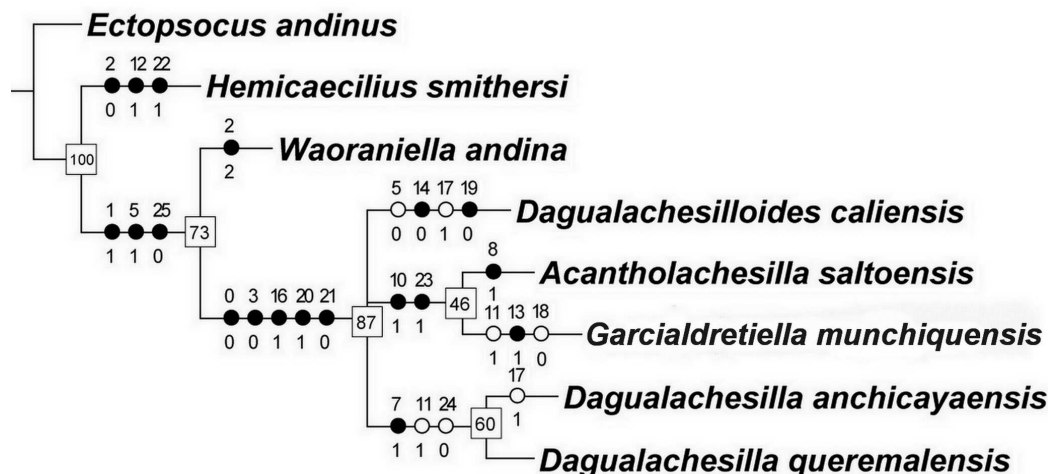 Ectopsocus andinus
2 12 22
Hemicaecilius smithersi
0 1 1
2
Waoraniella andina
100
2
1 5 25
73
1 1 0
5 14 17 19
Dagualachesilloides caliensis
0 0 1 0
8
Acantholachesilla saltoensis
10 23
46
1
0 3 16 20 21
87
1 1
11 13 18
Garcialdretiella munchiquensis
0 0 1 1 0
1 1 0
17
Dagualachesilla anchicayaensis
7 11 24
60
1
1 1 0
Dagualachesilla queremalensis